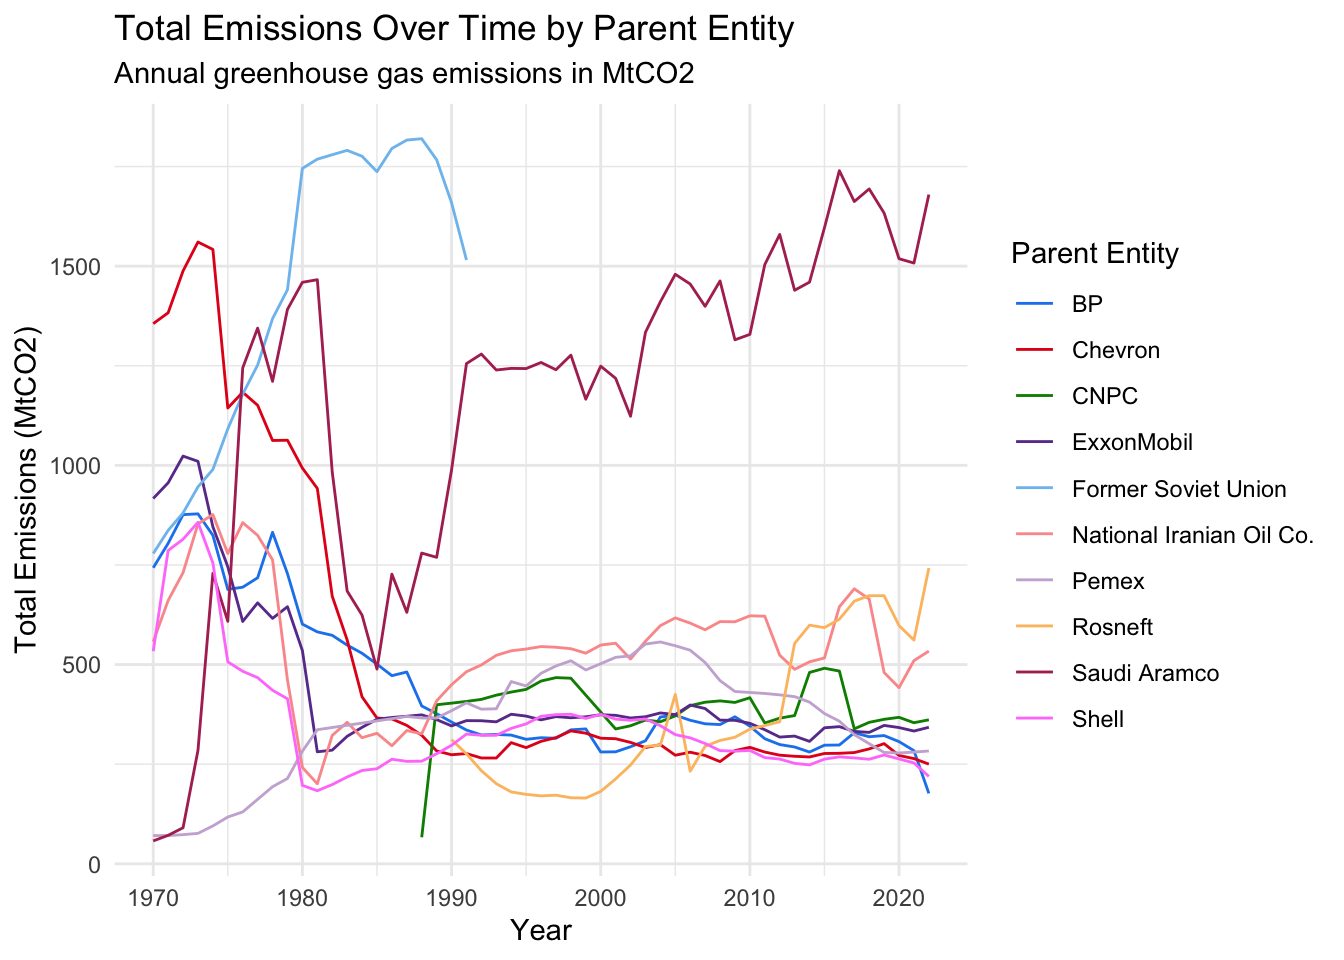 Total Emissions Over Time by Parent Entity
Annual greenhouse gas emissions in MtCO2
Total Emissions (MtCO2)
1500
1000
500
0
1970 1980 1990 2000 2010 2020
Year
Parent Entity
BP
Chevron
CNPC
ExxonMobil
Former Soviet Union
National Iranian Oil Co.
Pemex
Rosneft
Saudi Aramco
Shell